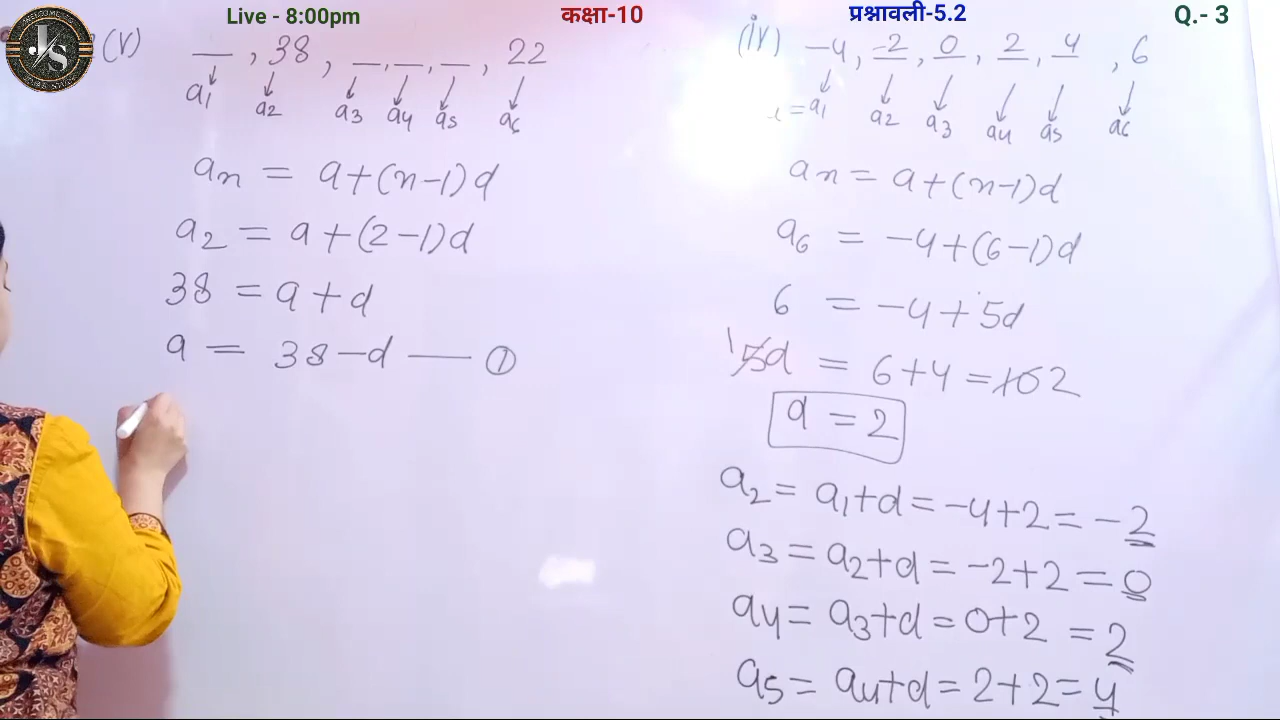 Live - 8:00pm
कक्षा-10
प्रश्नावली-5.2
Q.- 3
(v) __ , 38 , __ , __ , __ , 22
a1 a2 a3 a4 a5 a6
an = a+(n-1)d
a2 = a+(2-1)d
38 = a+d
a = 38-d — ①
(iv) -4, -2, 0, 2, 4, 6
a1 a2 a3 a4 a5 a6
an = a+(n-1)d
a6 = -4+(6-1)d
6 = -4+5d
1 5d = 6+4 = 10 2
d = 2
a2 = a1+d = -4+2 = -2
a3 = a2+d = -2+2 = 0
a4 = a3+d = 0+2 = 2
a5 = a4+d = 2+2 = 4